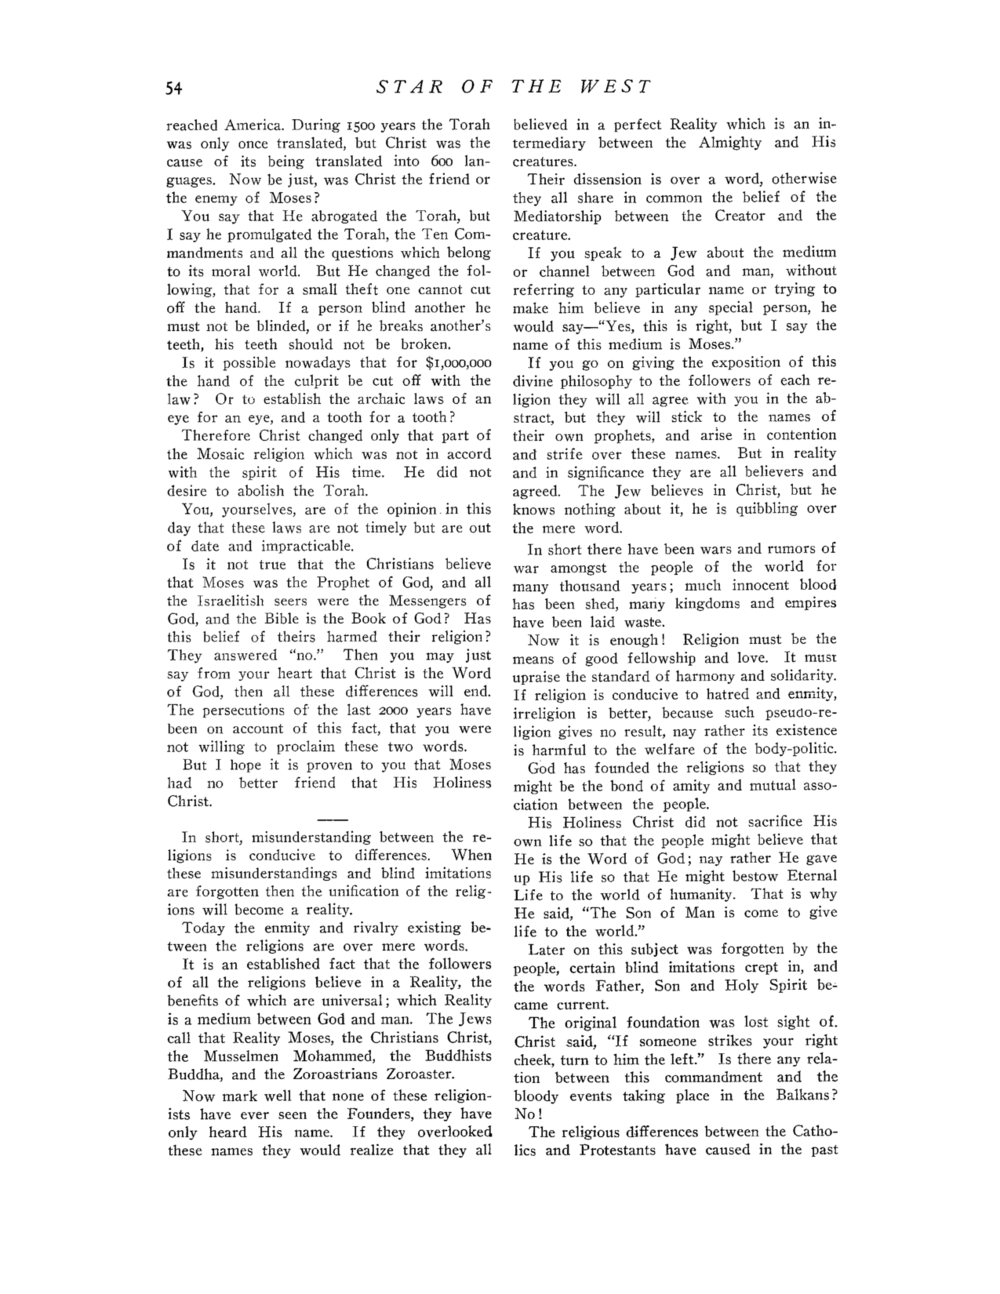 54
STAR OF THE WEST
reached America. During 1500 years the Torah
was only once translated, but Christ was the
cause of its being translated into 600 lan-
guages. Now be just, was Christ the friend or
the enemy of Moses?
You say that He abrogated the Torah, but
I say he promulgated the Torah, the Ten Com-
mandments and all the questions which belong
to its moral world. But He changed the fol-
lowing, that for a small theft one cannot cut
off the hand. If a person blind another he
must not be blinded, or if he breaks another's
teeth, his teeth should not be broken.
Is it possible nowadays that for $1,000,000
the hand of the culprit be cut off with the
law? Or to establish the archaic laws of an
eye for an eye, and a tooth for a tooth?
Therefore Christ changed only that part of
the Mosaic religion which was not in accord
with the spirit of His time. He did not
desire to abolish the Torah.
You, yourselves, are of the opinion in this
day that these laws are not timely but are out
of date and impracticable.
Is it not true that the Christians believe
that Moses was the Prophet of God, and all
the Israelitish seers were the Messengers of
God, and the Bible is the Book of God? Has
this belief of theirs harmed their religion?
They answered "no." Then you may just
say from your heart that Christ is the Word
of God, then all these differences will end.
The persecutions of the last 2000 years have
been on account of this fact, that you were
not willing to proclaim these two words.
But I hope it is proven to you that Moses
had no better friend that His Holiness
Christ.
In short, misunderstanding between the re-
ligions is conducive to differences. When
these misunderstandings and blind imitations
are forgotten then the unification of the relig-
ions will become a reality.
Today the enmity and rivalry existing be-
tween the religions are over mere words.
It is an established fact that the followers
of all the religions believe in a Reality, the
benefits of which are universal; which Reality
is a medium between God and man. The Jews
call that Reality Moses, the Christians Christ,
the Musselmen Mohammed, the Buddhists
Buddha, and the Zoroastrians Zoroaster.
Now mark well that none of these religion-
ists have ever seen the Founders, they have
only heard His name. If they overlooked
these names they would realize that they all
believed in a perfect Reality which is an in-
termediary between the Almighty and His
creatures.
Their dissension is over a word, otherwise
they all share in common the belief of the
Mediatorship between the Creator and the
creature.
If you speak to a Jew about the medium
or channel between God and man, without
referring to any particular name or trying to
make him believe in any special person, he
would say—"Yes, this is right, but I say the
name of this medium is Moses."
If you go on giving the exposition of this
divine philosophy to the followers of each re-
ligion they will all agree with you in the ab-
stract, but they will stick to the names of
their own prophets, and arise in contention
and strife over these names. But in reality
and in significance they are all believers and
agreed. The Jew believes in Christ, but he
knows nothing about it, he is quibbling over
the mere word.
In short there have been wars and rumors of
war amongst the people of the world for
many thousand years; much innocent blood
has been shed, many kingdoms and empires
have been laid waste.
Now it is enough! Religion must be the
means of good fellowship and love. It must
upraise the standard of harmony and solidarity.
If religion is conducive to hatred and enmity,
irreligion is better, because such pseudo-re-
ligion gives no result, nay rather its existence
is harmful to the welfare of the body-politic.
God has founded the religions so that they
might be the bond of amity and mutual asso-
ciation between the people.
His Holiness Christ did not sacrifice His
own life so that the people might believe that
He is the Word of God; nay rather He gave
up His life so that He might bestow Eternal
Life to the world of humanity. That is why
He said, "The Son of Man is come to give
life to the world."
Later on this subject was forgotten by the
people, certain blind imitations crept in, and
the words Father, Son and Holy Spirit be-
came current.
The original foundation was lost sight of.
Christ said, "If someone strikes your right
cheek, turn to him the left." Is there any rela-
tion between this commandment and the
bloody events taking place in the Balkans?
No!
The religious differences between the Catho-
lics and Protestants have caused in the past